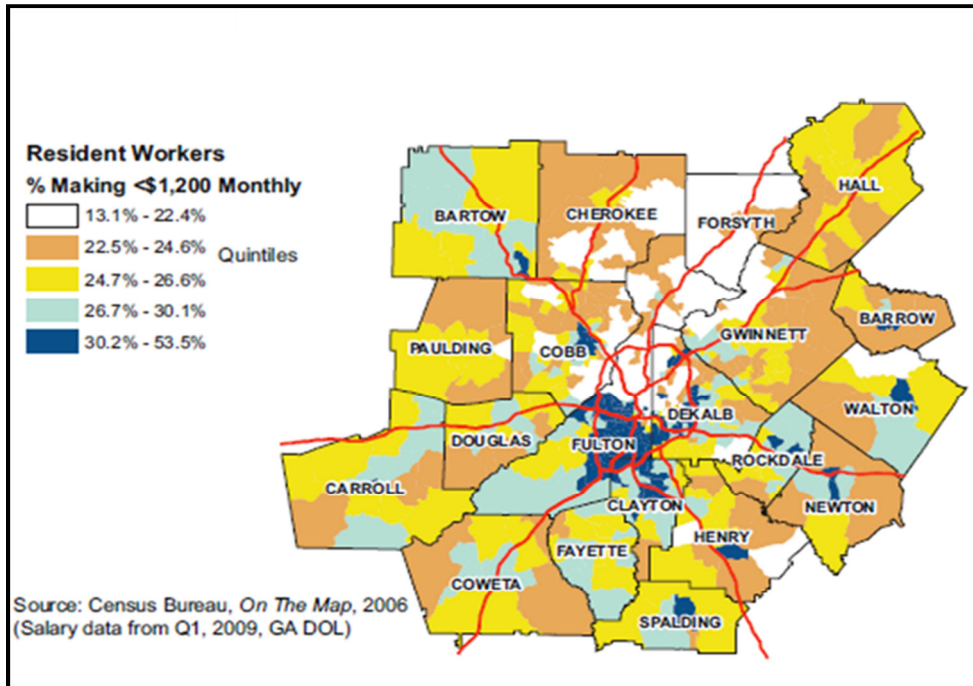 Resident Workers
% Making <$1,200 Monthly
13.1% - 22.4%
22.5% - 24.6%
Quintiles
24.7% - 26.6%
26.7% - 30.1%
30.2% - 53.5%
HALL
BARTOW
CHEROKEE
FORSYTH
BARROW
GWINNETT
PAULDING
COBB
WALTON
DEKALB
DOUGLAS
FULTON
ROCKDALE
CARROLL
CLAYTON
NEWTON
HENRY
FAYETTE
COWETA
SPALDING
Source: Census Bureau, On The Map, 2006
(Salary data from Q1, 2009, GA DOL)